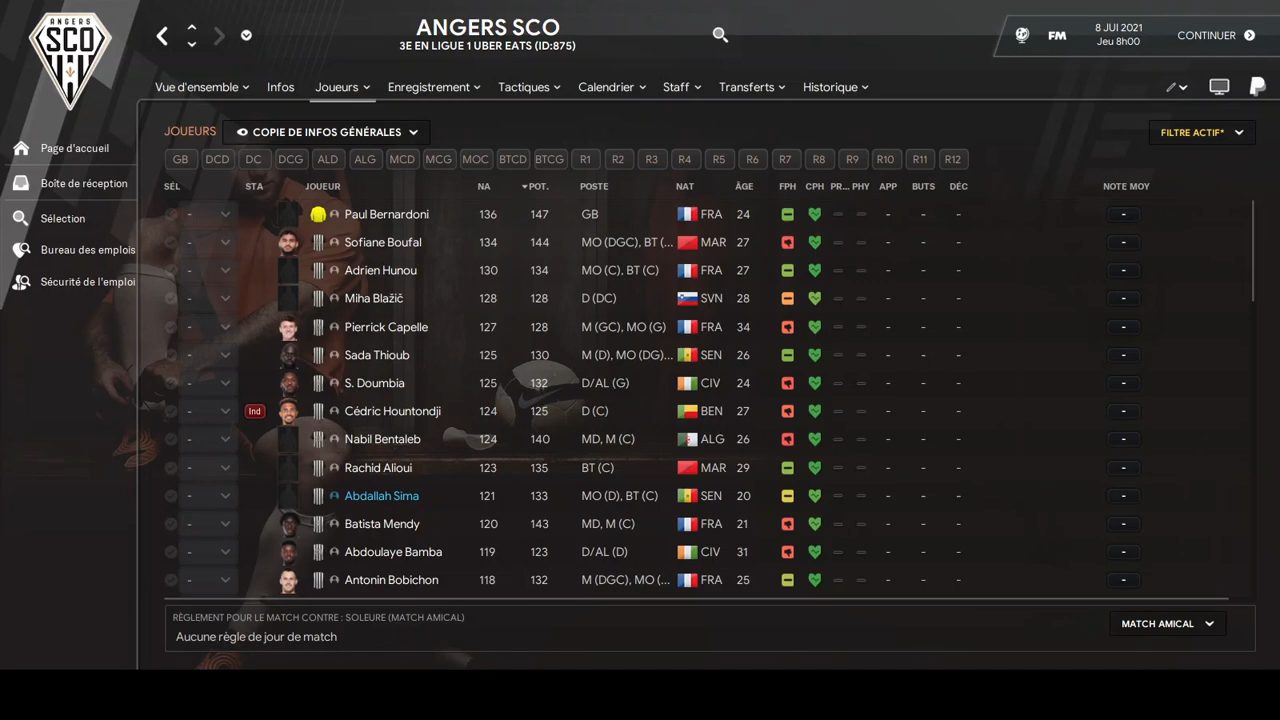 ANGERS
SCO
ANGERS SCO
3E EN LIGUE 1 UBER EATS (ID:875)
FM
8 JUI 2021
Jeu 8h00
CONTINUER
Vue d'ensemble
Infos
Joueurs
Enregistrement
Tactiques
Calendrier
Staff
Transferts
Historique
Page d'accueil
Boîte de réception
Sélection
Bureau des emplois
Sécurité de l'emploi
JOUEURS
COPIE DE INFOS GÉNÉRALES
FILTRE ACTIF*
GB DCD DC DCG ALD ALG MCD MCG MOC BTCD BTCG R1 R2 R3 R4 R5 R6 R7 R8 R9 R10 R11 R12
SÉL STA JOUEUR NA POT. POSTE NAT ÂGE FPH CPH PR... PHY APP BUTS DÉC NOTE MOY
- Paul Bernardoni 136 147 GB FRA 24 - - - -
- Sofiane Boufal 134 144 MO (DGC), BT (... MAR 27 - - - -
- Adrien Hunou 130 134 MO (C), BT (C) FRA 27 - - - -
- Miha Blažič 128 128 D (DC) SVN 28 - - - -
- Pierrick Capelle 127 128 M (GC), MO (G) FRA 34 - - - -
- Sada Thioub 125 130 M (D), MO (DG)... SEN 26 - - - -
- S. Doumbia 125 132 D/AL (G) CIV 24 - - - -
- Ind Cédric Hountondji 124 125 D (C) BEN 27 - - - -
- Nabil Bentaleb 124 140 MD, M (C) ALG 26 - - - -
- Rachid Alioui 123 135 BT (C) MAR 29 - - - -
- Abdallah Sima 121 133 MO (D), BT (C) SEN 20 - - - -
- Batista Mendy 120 143 MD, M (C) FRA 21 - - - -
- Abdoulaye Bamba 119 123 D/AL (D) CIV 31 - - - -
- Antonin Bobichon 118 132 M (DGC), MO (... FRA 25 - - - -
RÈGLEMENT POUR LE MATCH CONTRE : SOLEURE (MATCH AMICAL)
Aucune règle de jour de match
MATCH AMICAL